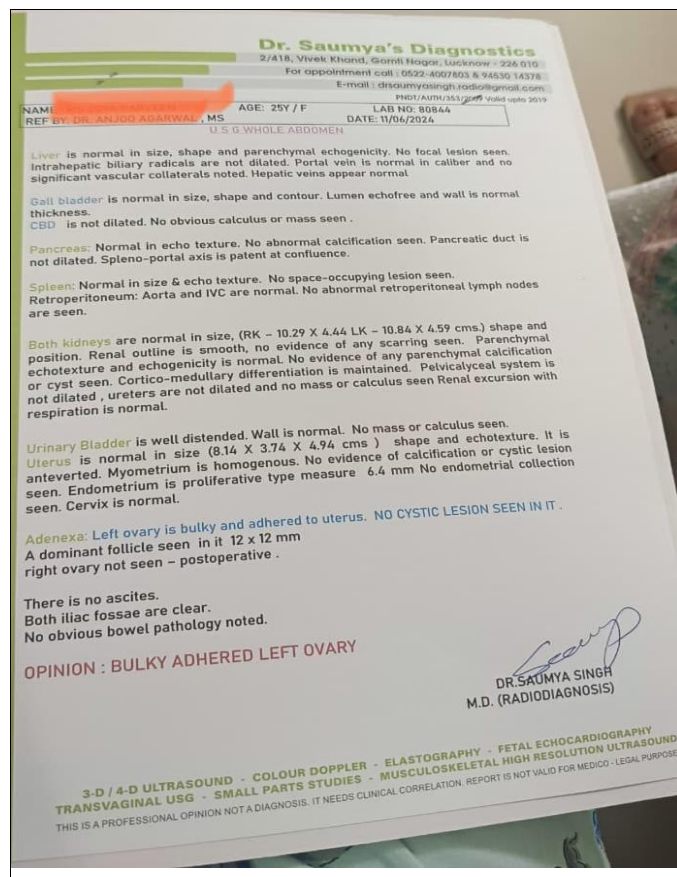 Dr. Saumya's Diagnostics
2/418, Vivek Khand, Gomti Nagar, Lucknow - 226 010
For appointment call : 0522-4007803 & 94530 14378
E-mail : drsaumyasingh.radio@gmail.com
PNDT/AUTH/353/ Valid upto 2019
NAME AGE: 25Y / F LAB NO: 80844
REF BY: DR. ANJOO AGARWAL , MS DATE: 11/06/2024
U S G WHOLE ABDOMEN
Liver is normal in size, shape and parenchymal echogenicity. No focal lesion seen.
Intrahepatic biliary radicals are not dilated. Portal vein is normal in caliber and no
significant vascular collaterals noted. Hepatic veins appear normal
Gall bladder is normal in size, shape and contour. Lumen echofree and wall is normal
thickness.
CBD is not dilated. No obvious calculus or mass seen .
Pancreas: Normal in echo texture. No abnormal calcification seen. Pancreatic duct is
not dilated. Spleno-portal axis is patent at confluence.
Spleen: Normal in size & echo texture. No space-occupying lesion seen.
Retroperitoneum: Aorta and IVC are normal. No abnormal retroperitoneal lymph nodes
are seen.
Both kidneys are normal in size, (RK - 10.29 X 4.44 LK - 10.84 X 4.59 cms.) shape and
position. Renal outline is smooth, no evidence of any scarring seen. Parenchymal
echotexture and echogenicity is normal. No evidence of any parenchymal calcification
or cyst seen. Cortico-medullary differentiation is maintained. Pelvicalyceal system is
not dilated , ureters are not dilated and no mass or calculus seen Renal excursion with
respiration is normal.
Urinary Bladder is well distended. Wall is normal. No mass or calculus seen.
Uterus is normal in size (8.14 X 3.74 X 4.94 cms ) shape and echotexture. It is
anteverted. Myometrium is homogenous. No evidence of calcification or cystic lesion
seen. Endometrium is proliferative type measure 6.4 mm No endometrial collection
seen. Cervix is normal.
Adenexa: Left ovary is bulky and adhered to uterus. NO CYSTIC LESION SEEN IN IT .
A dominant follicle seen in it 12 x 12 mm
right ovary not seen – postoperative .
There is no ascites.
Both iliac fossae are clear.
No obvious bowel pathology noted.
OPINION : BULKY ADHERED LEFT OVARY
DR.SAUMYA SINGH
M.D. (RADIODIAGNOSIS)
3-D / 4-D ULTRASOUND - COLOUR DOPPLER - ELASTOGRAPHY - FETAL ECHOCARDIOGRAPHY
TRANSVAGINAL USG - SMALL PARTS STUDIES - MUSCULOSKELETAL HIGH RESOLUTION ULTRASOUND
THIS IS A PROFESSIONAL OPINION NOT A DIAGNOSIS. IT NEEDS CLINICAL CORRELATION. REPORT IS NOT VALID FOR MEDICO - LEGAL PURPOSE